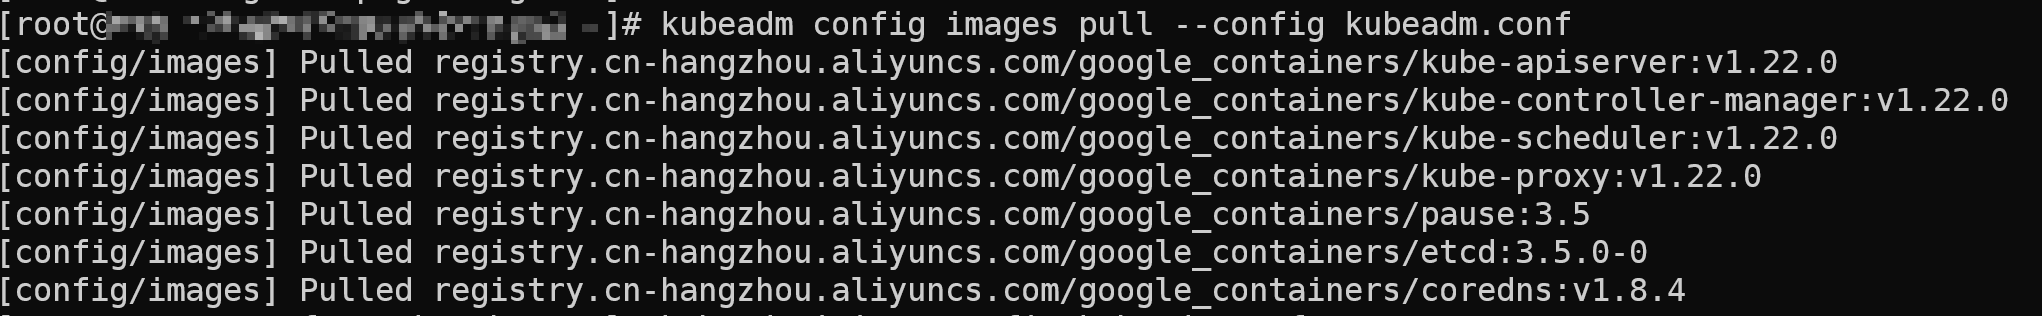 [root@ ]# kubeadm config images pull --config kubeadm.conf
[config/images] Pulled registry.cn-hangzhou.aliyuncs.com/google_containers/kube-apiserver:v1.22.0
[config/images] Pulled registry.cn-hangzhou.aliyuncs.com/google_containers/kube-controller-manager:v1.22.0
[config/images] Pulled registry.cn-hangzhou.aliyuncs.com/google_containers/kube-scheduler:v1.22.0
[config/images] Pulled registry.cn-hangzhou.aliyuncs.com/google_containers/kube-proxy:v1.22.0
[config/images] Pulled registry.cn-hangzhou.aliyuncs.com/google_containers/pause:3.5
[config/images] Pulled registry.cn-hangzhou.aliyuncs.com/google_containers/etcd:3.5.0-0
[config/images] Pulled registry.cn-hangzhou.aliyuncs.com/google_containers/coredns:v1.8.4